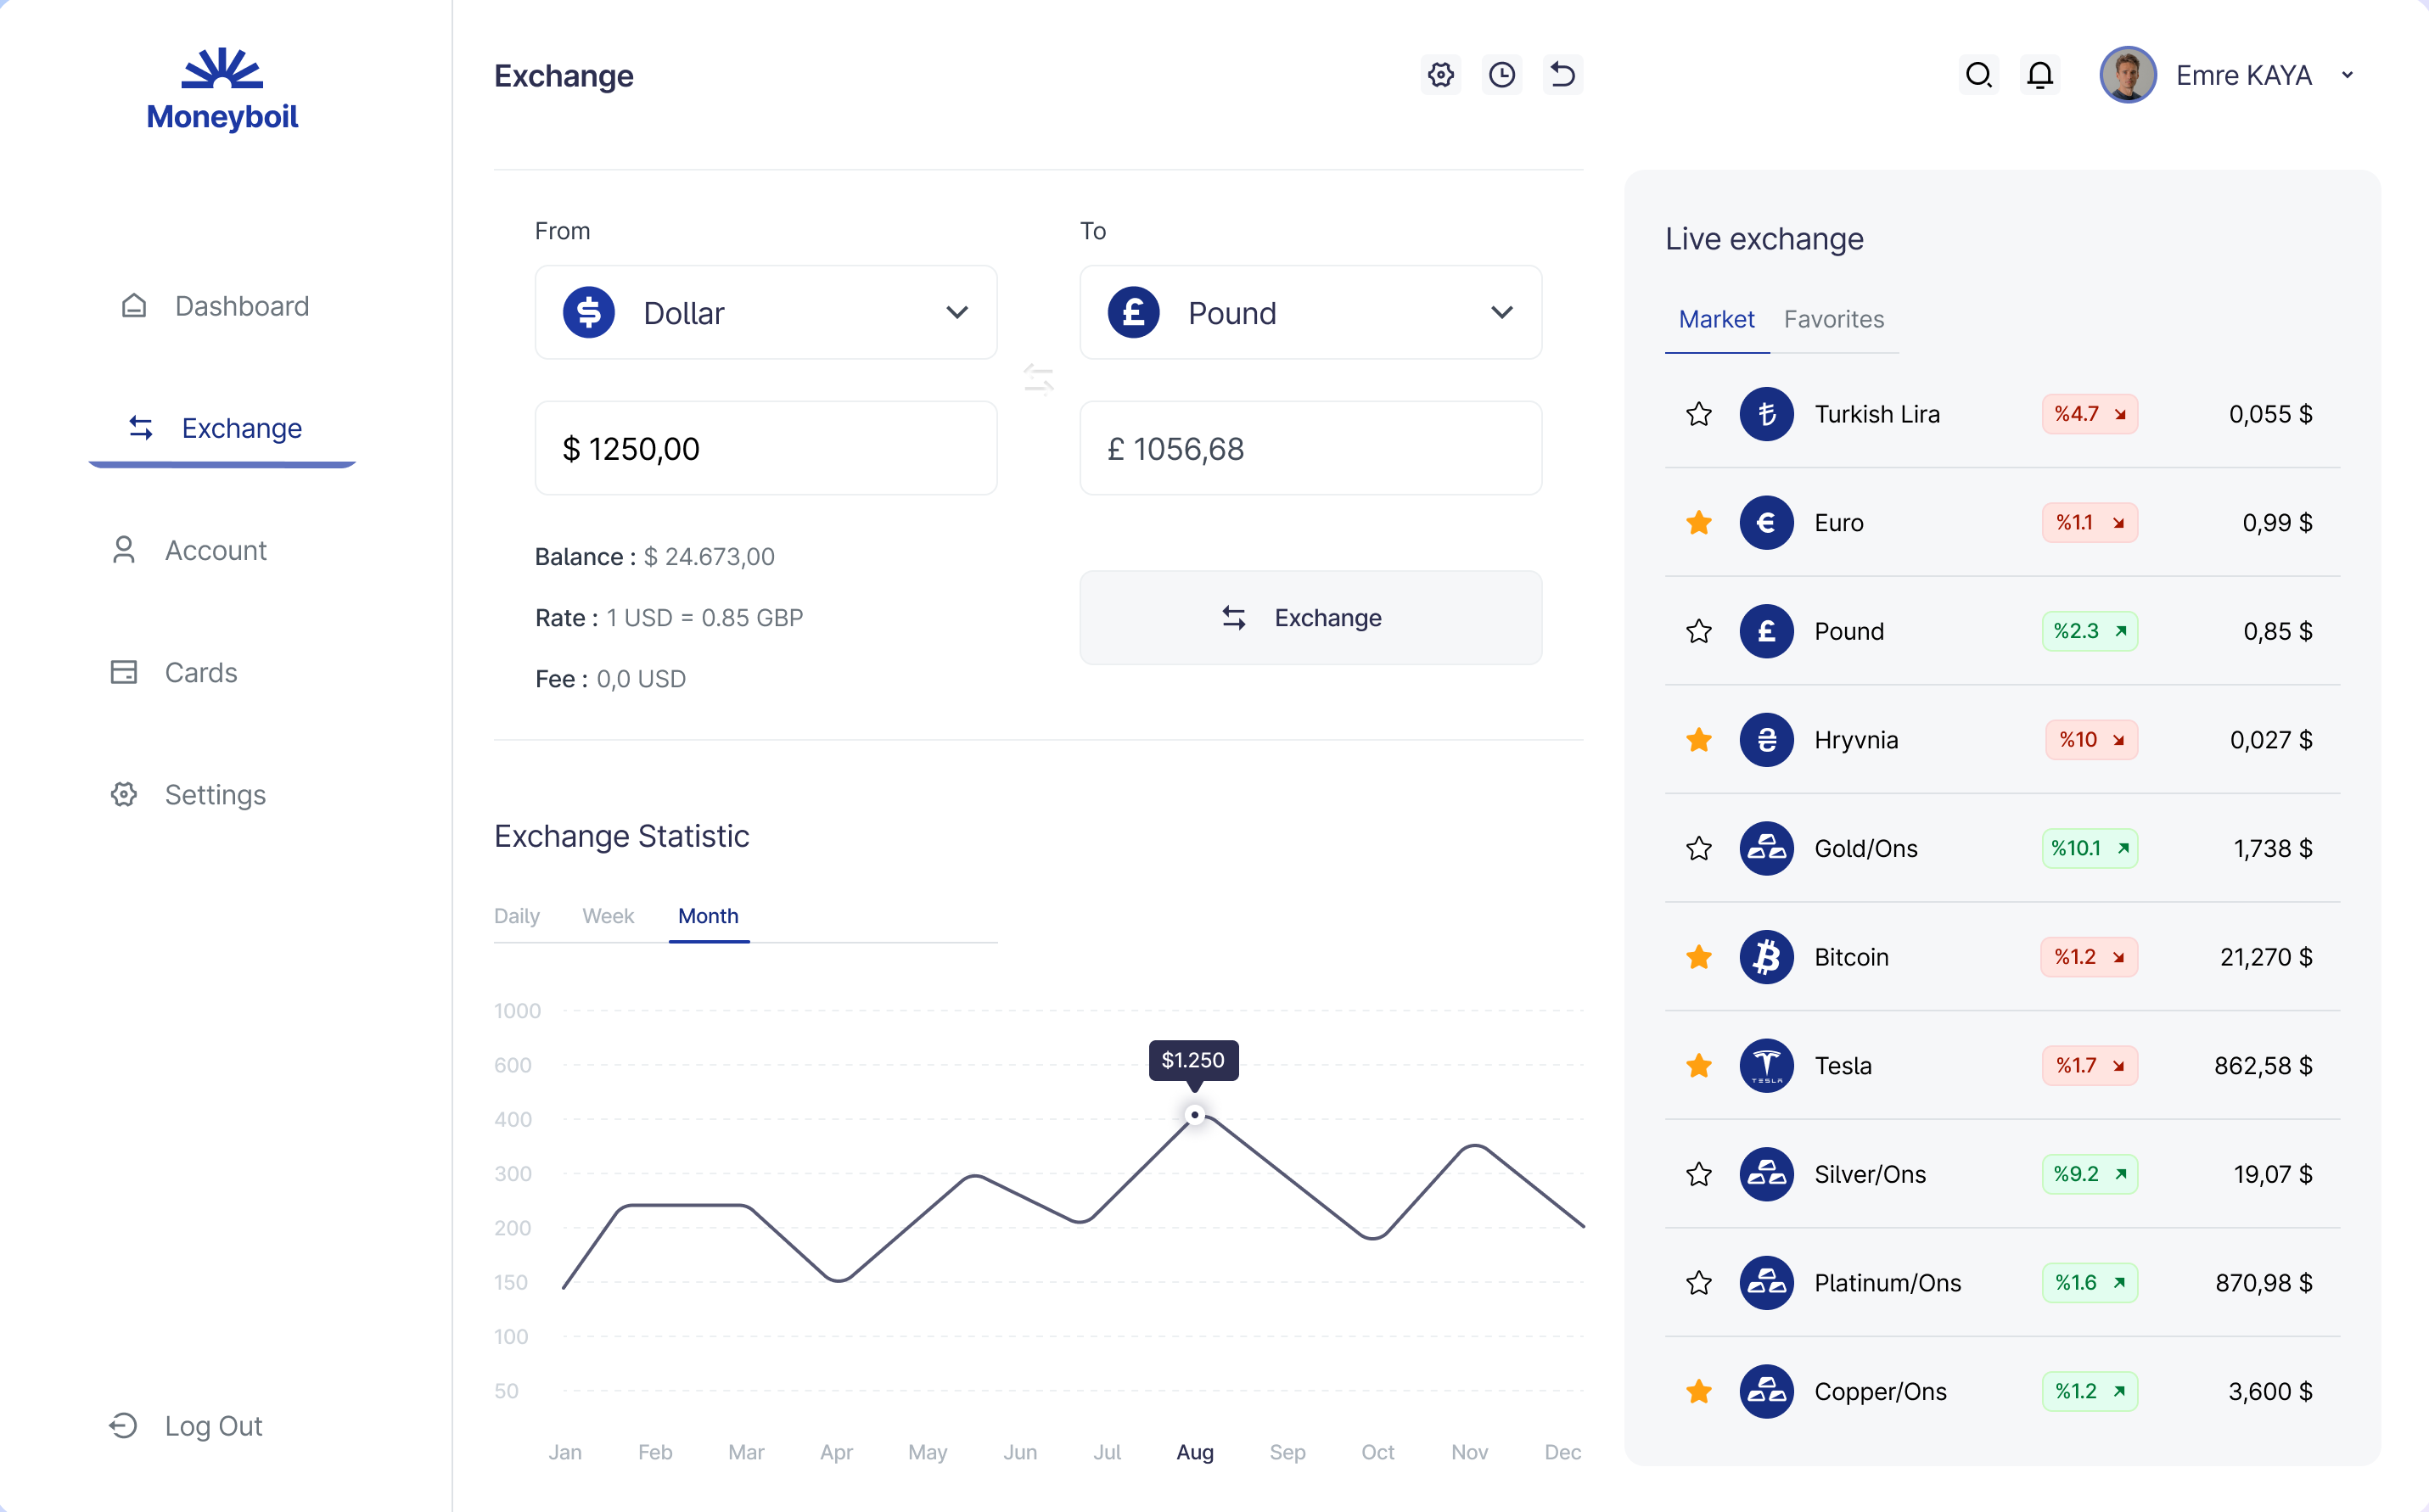 Moneyboil
Dashboard
Exchange
Account
Cards
Settings
Log Out
Exchange
Emre KAYA
From
To
$ Dollar
£ Pound
$ 1250,00
£ 1056,68
Balance : $ 24.673,00
Rate : 1 USD = 0.85 GBP
Fee : 0,0 USD
Exchange
Exchange Statistic
Daily Week Month
1000
600
400
300
200
150
100
50
$1.250
Jan Feb Mar Apr May Jun Jul Aug Sep Oct Nov Dec
Live exchange
Market Favorites
₺ Turkish Lira %4.7 0,055 $
€ Euro %1.1 0,99 $
£ Pound %2.3 0,85 $
₴ Hryvnia %10 0,027 $
Gold/Ons %10.1 1,738 $
₿ Bitcoin %1.2 21,270 $
TESLA Tesla %1.7 862,58 $
Silver/Ons %9.2 19,07 $
Platinum/Ons %1.6 870,98 $
Copper/Ons %1.2 3,600 $